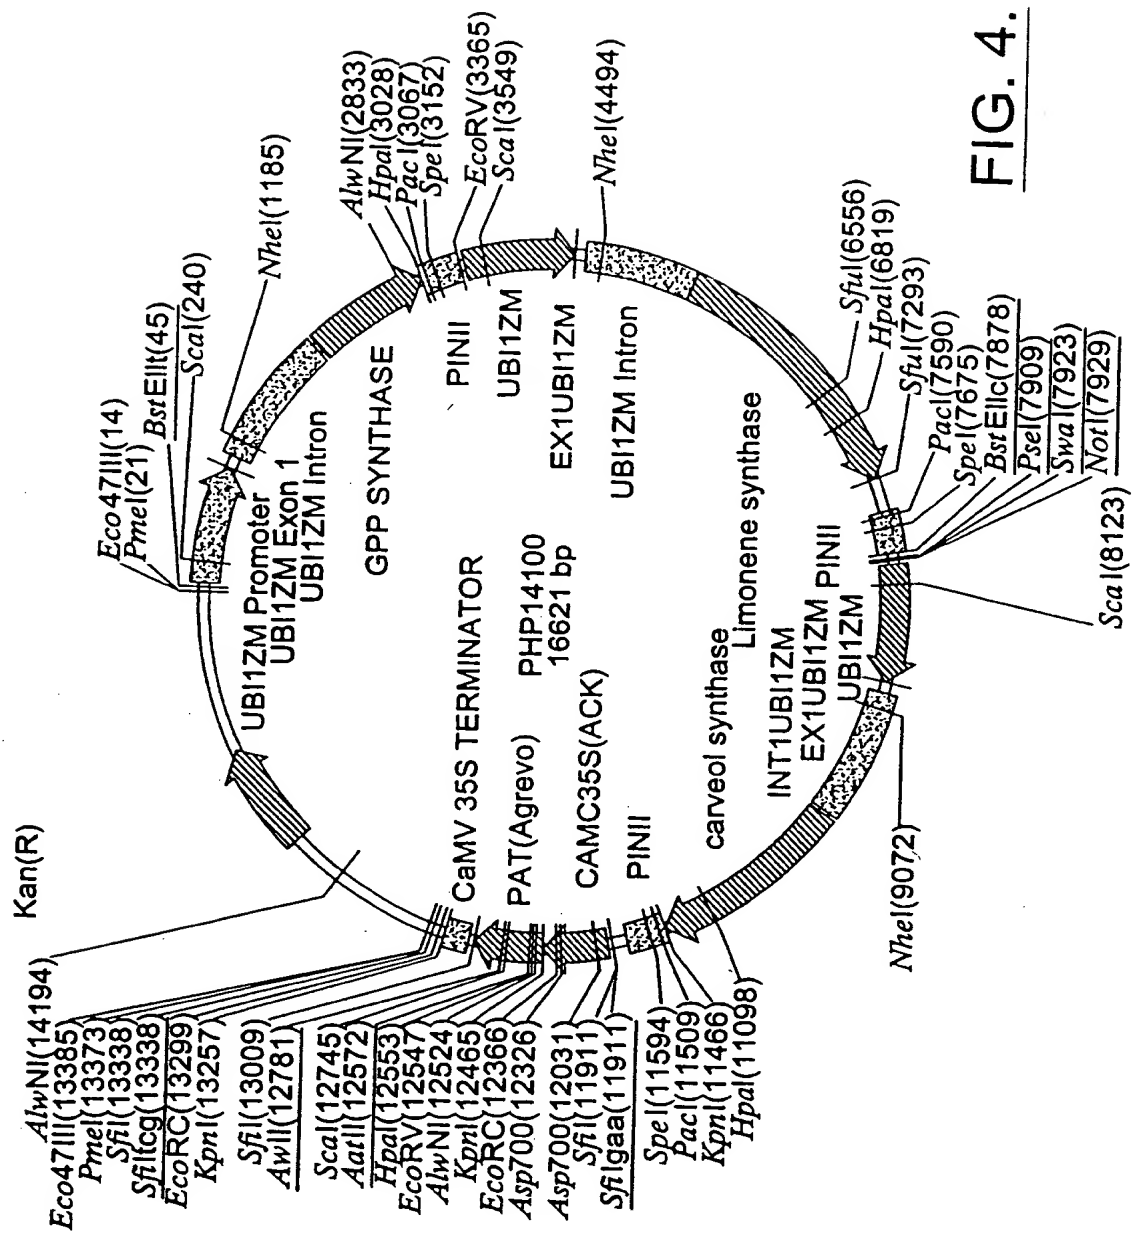 Eco47III(14)
PmeI(21)
BstEIIt(45)
ScaI(240)
NheI(1185)
AlwNI(2833)
HpaI(3028)
PacI(3067)
SpeI(3152)
EcoRV(3365)
ScaI(3549)
NheI(4494)
SfuI(6556)
HpaI(6819)
SfuI(7293)
PacI(7590)
SpeI(7675)
BstEIIc(7878)
PseI(7909)
SwaI(7923)
NotI(7929)
ScaI(8123)
NheI(9072)
HpaI(11098)
KpnI(11466)
PacI(11509)
SpeI(11594)
SfiIgaa(11911)
SfiI(11911)
Asp700(12031)
Asp700(12326)
EcoRC(12366)
KpnI(12465)
AlwNI(12524)
EcoRV(12547)
HpaI(12553)
AatII(12572)
ScaI(12745)
AwII(12781)
SfiI(13009)
KpnI(13257)
EcoRC(13299)
SfiItcg(13338)
SfiI(13338)
PmeI(13373)
Eco47III(13385)
AlwNI(14194)
Kan(R)
UBI1ZM Promoter
UBI1ZM Exon 1
UBI1ZM Intron
GPP SYNTHASE
PINII
UBI1ZM
EX1UBI1ZM
UBI1ZM Intron
Limonene synthase
PINII
UBI1ZM
EX1UBI1ZM
INT1UBI1ZM
carveol synthase
PINII
CAMC35S(ACK)
PAT(Agrevo)
CaMV 35S TERMINATOR
PHP14100
16621 bp
FIG. 4.